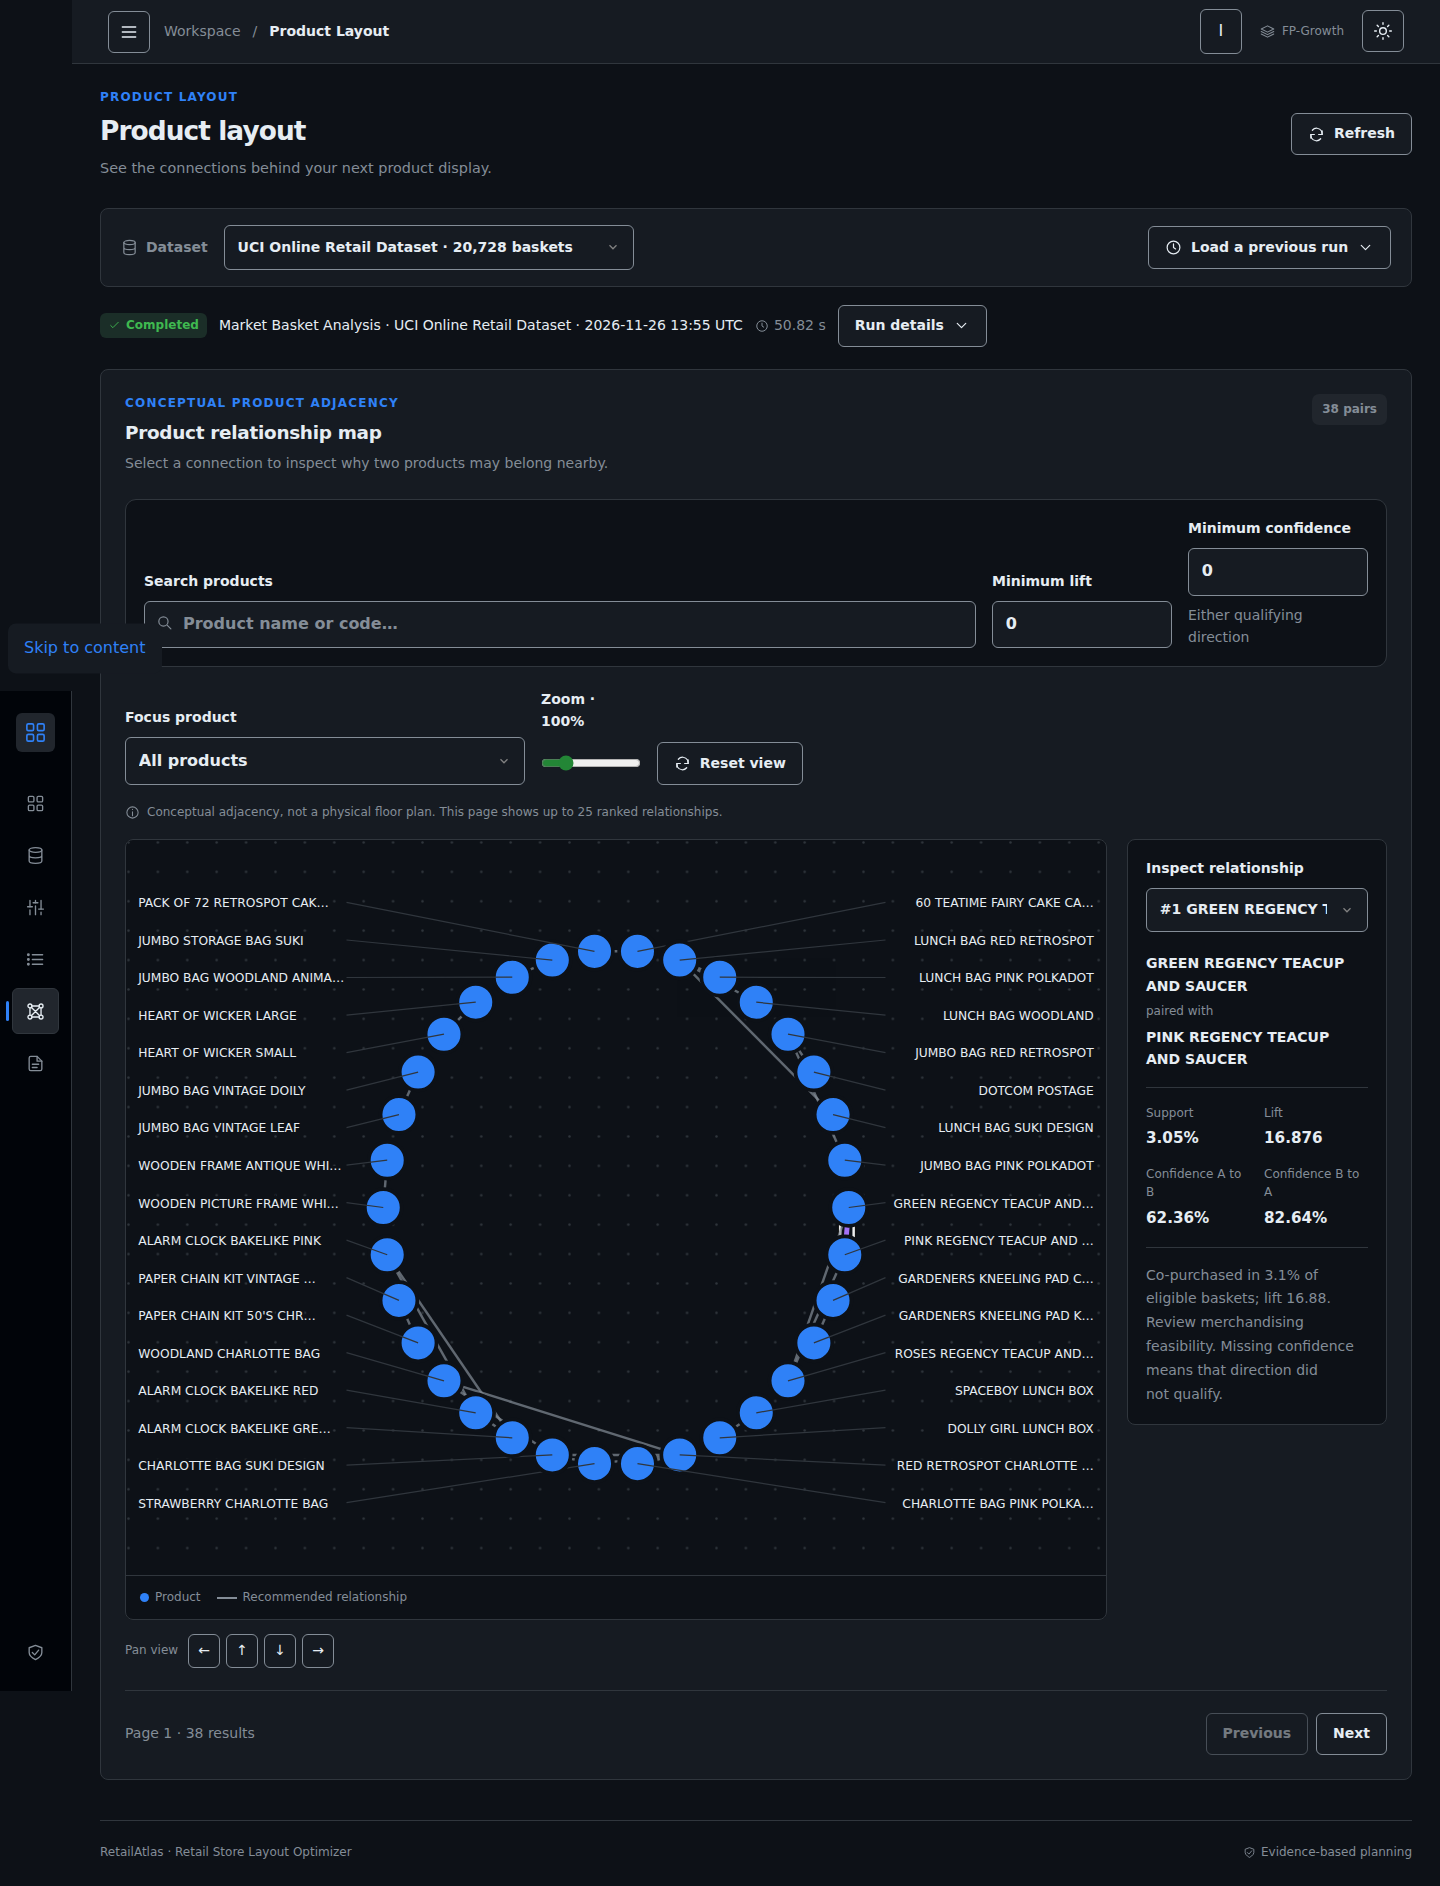 Workspace / Product Layout
I
FP-Growth
PRODUCT LAYOUT
Product layout
Refresh
See the connections behind your next product display.
Dataset
UCI Online Retail Dataset · 20,728 baskets
Load a previous run
Completed
Market Basket Analysis · UCI Online Retail Dataset · 2026-11-26 13:55 UTC
50.82 s
Run details
CONCEPTUAL PRODUCT ADJACENCY
38 pairs
Product relationship map
Select a connection to inspect why two products may belong nearby.
Search products
Product name or code…
Minimum lift
0
Minimum confidence
0
Either qualifying
direction
Skip to content
Focus product
All products
Zoom ·
100%
Reset view
Conceptual adjacency, not a physical floor plan. This page shows up to 25 ranked relationships.
PACK OF 72 RETROSPOT CAK…
JUMBO STORAGE BAG SUKI
JUMBO BAG WOODLAND ANIMA…
HEART OF WICKER LARGE
HEART OF WICKER SMALL
JUMBO BAG VINTAGE DOILY
JUMBO BAG VINTAGE LEAF
WOODEN FRAME ANTIQUE WHI…
WOODEN PICTURE FRAME WHI…
ALARM CLOCK BAKELIKE PINK
PAPER CHAIN KIT VINTAGE …
PAPER CHAIN KIT 50'S CHR…
WOODLAND CHARLOTTE BAG
ALARM CLOCK BAKELIKE RED
ALARM CLOCK BAKELIKE GRE…
CHARLOTTE BAG SUKI DESIGN
STRAWBERRY CHARLOTTE BAG
60 TEATIME FAIRY CAKE CA…
LUNCH BAG RED RETROSPOT
LUNCH BAG PINK POLKADOT
LUNCH BAG WOODLAND
JUMBO BAG RED RETROSPOT
DOTCOM POSTAGE
LUNCH BAG SUKI DESIGN
JUMBO BAG PINK POLKADOT
GREEN REGENCY TEACUP AND…
PINK REGENCY TEACUP AND …
GARDENERS KNEELING PAD C…
GARDENERS KNEELING PAD K…
ROSES REGENCY TEACUP AND…
SPACEBOY LUNCH BOX
DOLLY GIRL LUNCH BOX
RED RETROSPOT CHARLOTTE …
CHARLOTTE BAG PINK POLKA…
Product
Recommended relationship
Inspect relationship
#1 GREEN REGENCY T
GREEN REGENCY TEACUP
AND SAUCER
paired with
PINK REGENCY TEACUP
AND SAUCER
Support
3.05%
Lift
16.876
Confidence A to
B
62.36%
Confidence B to
A
82.64%
Co-purchased in 3.1% of
eligible baskets; lift 16.88.
Review merchandising
feasibility. Missing confidence
means that direction did
not qualify.
Pan view
← ↑ ↓ →
Page 1 · 38 results
Previous
Next
RetailAtlas · Retail Store Layout Optimizer
Evidence-based planning